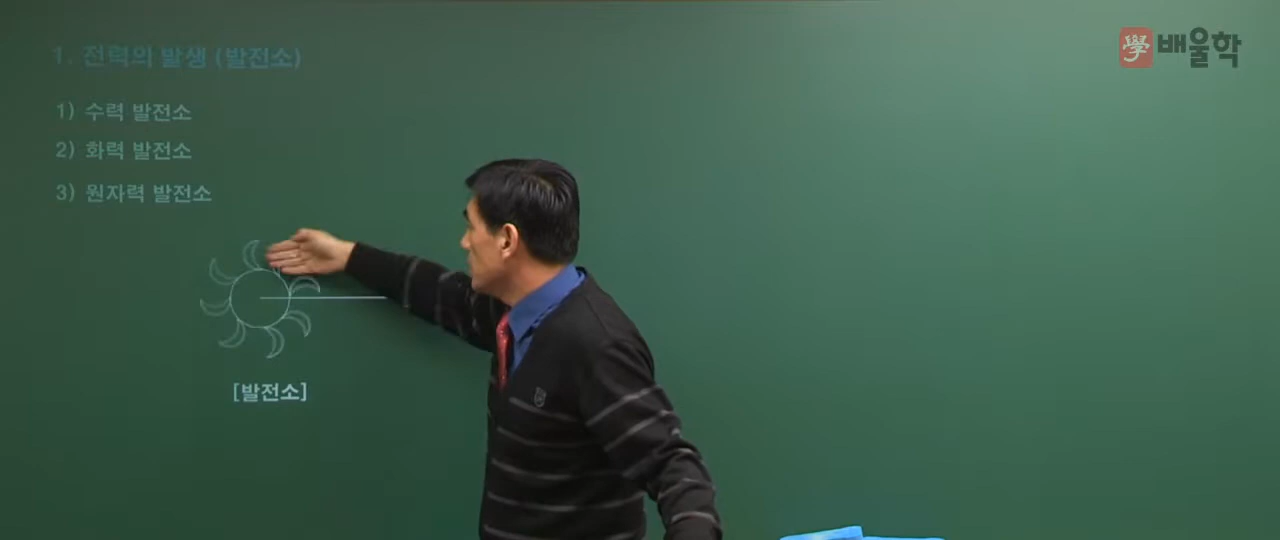 1. 전력의 발생 (발전소)
學 배울학
1) 수력 발전소
2) 화력 발전소
3) 원자력 발전소
[발전소]